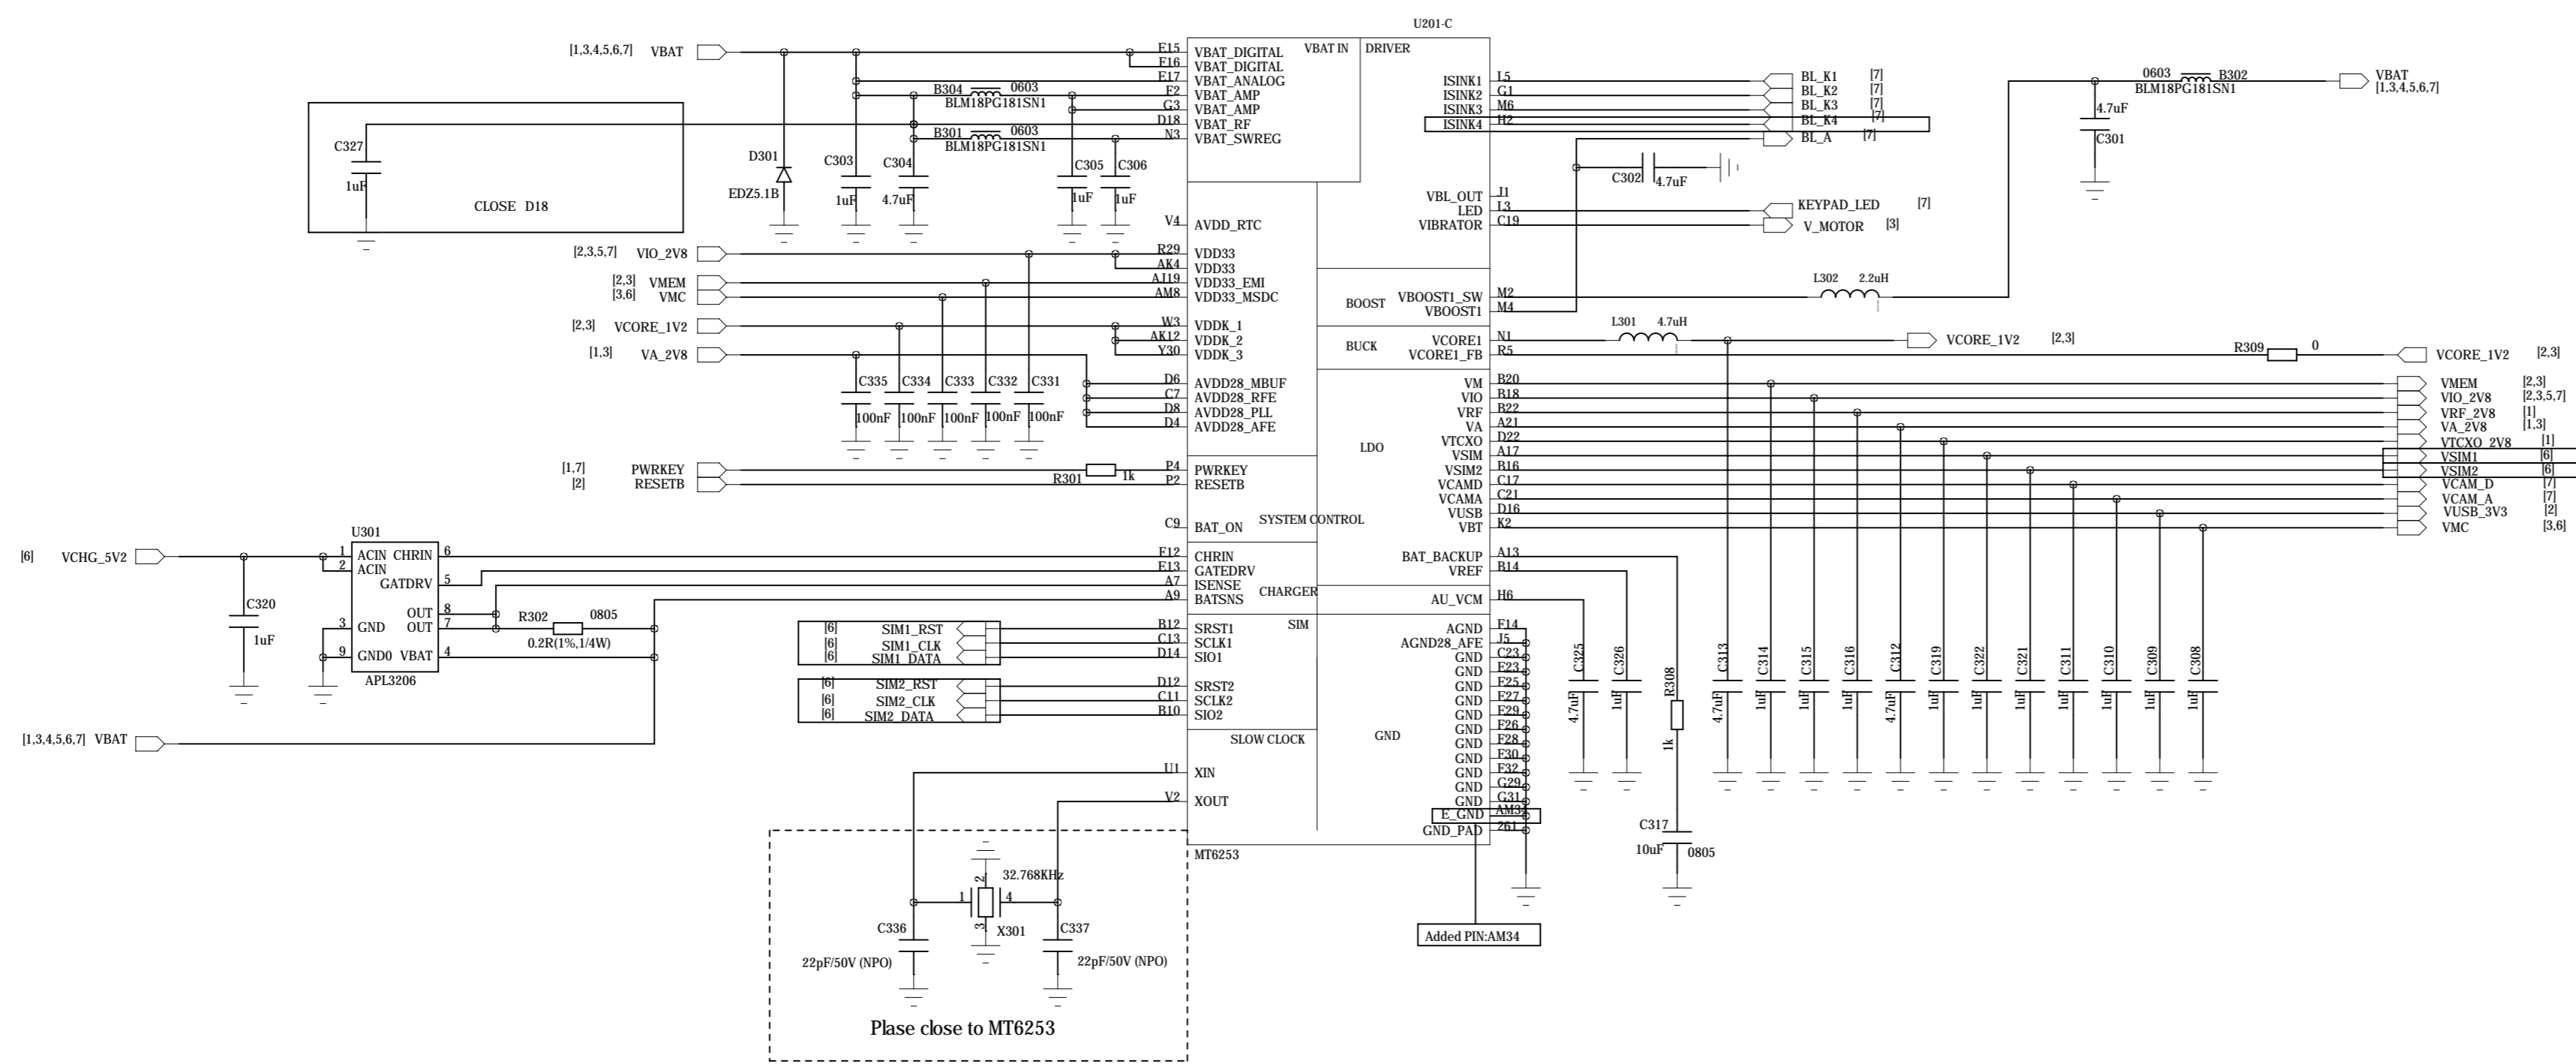 U201-C
[1,3,4,5,6,7] VBAT
E15 VBAT_DIGITAL VBAT IN DRIVER
F16 VBAT_DIGITAL
E17 VBAT_ANALOG ISINK1 L5 BL_K1 [7]
B304 0603 F2 VBAT_AMP ISINK2 G1 BL_K2 [7]
BLM18PG181SN1 G3 VBAT_AMP ISINK3 M6 BL_K3 [7]
D18 VBAT_RF ISINK4 H2 BL_K4 [7]
B301 0603 N3 VBAT_SWREG BL_A [7]
BLM18PG181SN1
0603 B302 VBAT
BLM18PG181SN1 [1,3,4,5,6,7]
4.7uF
C301
C327
1uF
CLOSE D18
D301 C303 C304 C305 C306
EDZ5.1B 1uF 4.7uF 1uF 1uF
C302 4.7uF
VBL_OUT J1
LED L3 KEYPAD_LED [7]
V4 AVDD_RTC VIBRATOR C19 V_MOTOR [3]
[2,3,5,7] VIO_2V8 R29 VDD33
AK4 VDD33
[2,3] VMEM AJ19 VDD33_EMI L302 2.2uH
[3,6] VMC AM8 VDD33_MSDC BOOST VBOOST1_SW M2
VBOOST1 M4
[2,3] VCORE_1V2 W3 VDDK_1 L301 4.7uH
AK12 VDDK_2 BUCK VCORE1 N1 VCORE_1V2 [2,3]
[1,3] VA_2V8 Y30 VDDK_3 VCORE1_FB R5 R309 0 VCORE_1V2 [2,3]
C335 C334 C333 C332 C331 D6 AVDD28_MBUF VM B20 VMEM [2,3]
C7 AVDD28_RFE VIO B18 VIO_2V8 [2,3,5,7]
100nF 100nF 100nF 100nF 100nF D8 AVDD28_PLL VRF B22 VRF_2V8 [1]
D4 AVDD28_AFE VA A21 VA_2V8 [1,3]
LDO VTCXO D22 VTCXO_2V8 [1]
VSIM A17 VSIM1 [6]
[1,7] PWRKEY R301 1k P4 PWRKEY VSIM2 B16 VSIM2 [6]
[2] RESETB P2 RESETB VCAMD C17 VCAM_D [7]
VCAMA C21 VCAM_A [7]
VUSB D16 VUSB_3V3 [2]
C9 BAT_ON SYSTEM CONTROL VBT K2 VMC [3,6]
U301
[6] VCHG_5V2 1 ACIN CHRIN 6 F12 CHRIN BAT_BACKUP A13
2 ACIN GATDRV 5 E13 GATEDRV VREF B14
A7 ISENSE CHARGER
A9 BATSNS AU_VCM H6
C320 OUT 8 R302 0805
1uF 3 GND OUT 7 0.2R(1%,1/4W)
9 GND0 VBAT 4
APL3206
[6] SIM1_RST B12 SRST1 SIM AGND F14
[6] SIM1_CLK C13 SCLK1 AGND28_AFE J5
[6] SIM1_DATA D14 SIO1 GND C23
GND E23
[6] SIM2_RST D12 SRST2 GND E25
[6] SIM2_CLK C11 SCLK2 GND E27
[6] SIM2_DATA B10 SIO2 GND E29
GND F26
SLOW CLOCK GND GND F28
GND F30
U1 XIN GND F32
GND G29
V2 XOUT GND G31
E_GND AM34
GND_PAD 261
[1,3,4,5,6,7] VBAT
C325 C326 R308 C313 C314 C315 C316 C312 C319 C322 C321 C311 C310 C309 C308
4.7uF 1uF 1k 4.7uF 1uF 1uF 1uF 4.7uF 1uF 1uF 1uF 1uF 1uF 1uF 1uF
C317
10uF 0805
MT6253
32.768KHz
2
1 4
3
X301
C336 C337
22pF/50V (NPO) 22pF/50V (NPO)
Added PIN:AM34
Plase close to MT6253